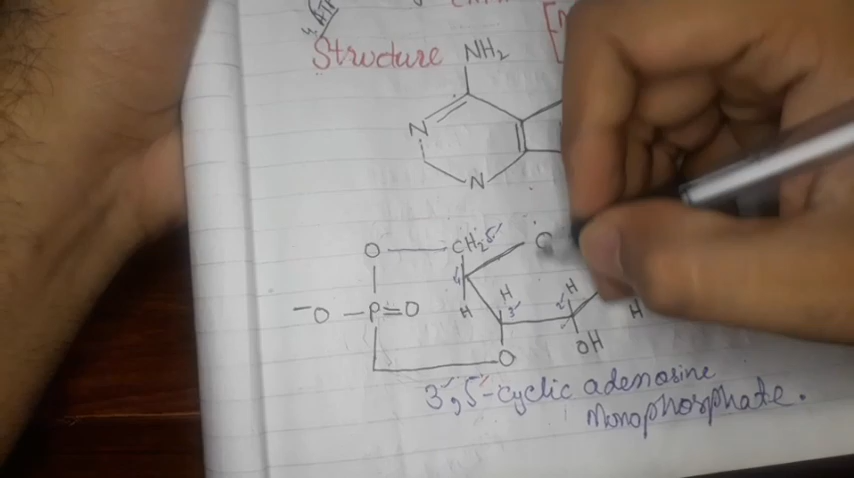 Structure
NH₂
N
N
O CH₂ 5′ O
4′ H 2′ H
⁻O – P = O H 3′ H
OH
O
3′,5′-cyclic adenosine
Monophosphate.